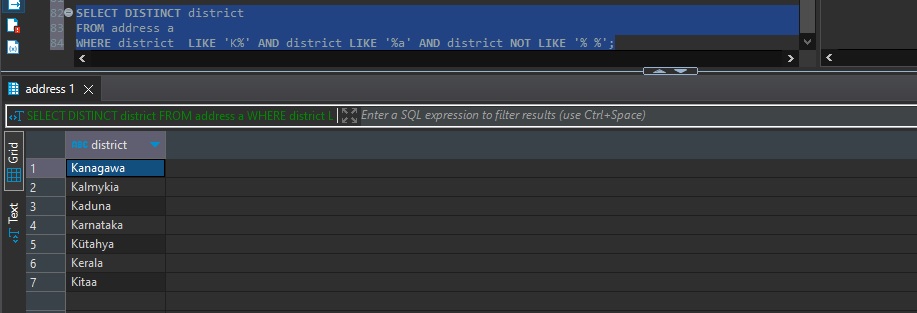 82 SELECT DISTINCT district
83 FROM address a
84 WHERE district  LIKE 'K%' AND district LIKE '%a' AND district NOT LIKE '% %';
address 1
SELECT DISTINCT district FROM address a WHERE district L
Enter a SQL expression to filter results (use Ctrl+Space)
Grid
Text
district
1 Kanagawa
2 Kalmykia
3 Kaduna
4 Karnataka
5 Kütahya
6 Kerala
7 Kitaa